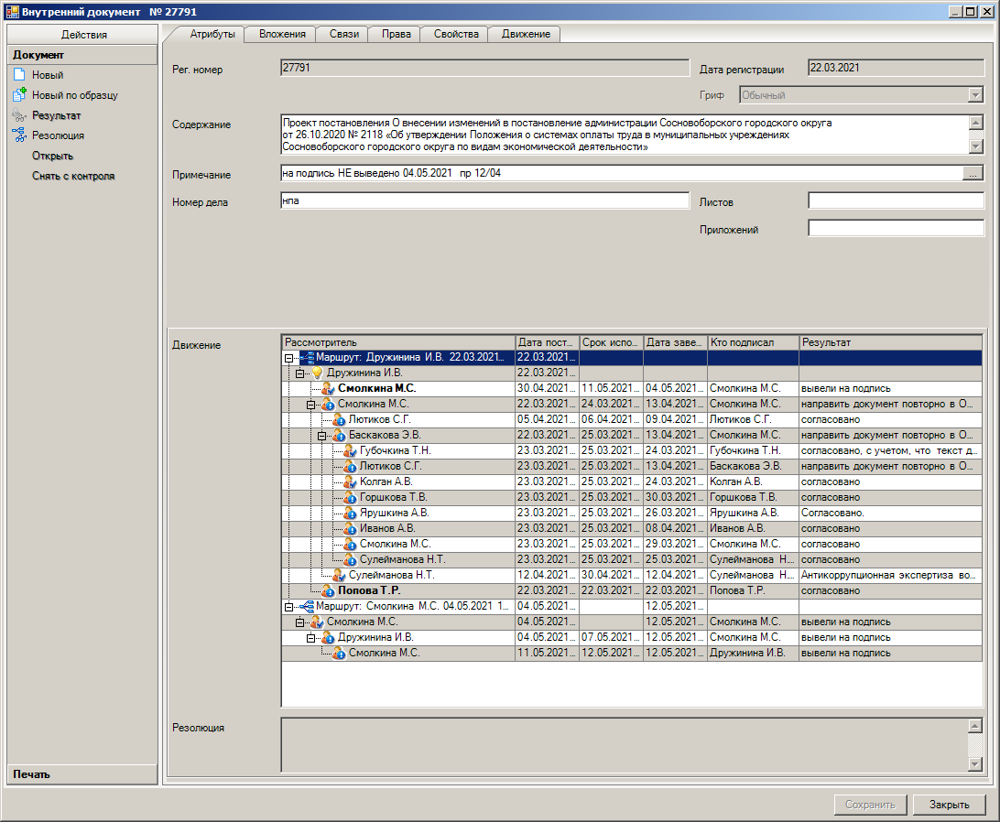 Внутренний документ № 27791
Действия
Документ
Новый
Новый по образцу
Результат
Резолюция
Открыть
Снять с контроля
Печать
Атрибуты Вложения Связи Права Свойства Движение
Рег. номер 27791 Дата регистрации 22.03.2021
Гриф Обычный
Содержание Проект постановления О внесении изменений в постановление администрации Сосновоборского городского округа
от 26.10.2020 № 2118 «Об утверждении Положения о системах оплаты труда в муниципальных учреждениях
Сосновоборского городского округа по видам экономической деятельности»
Примечание на подпись НЕ выведено 04.05.2021 пр 12/04 ...
Номер дела нпа Листов
Приложений
Движение
Рассмотритель Дата пост... Срок испо... Дата заве... Кто подписал Результат
Маршрут: Дружинина И.В. 22.03.2021... 22.03.2021...
Дружинина И.В. 22.03.2021...
Смолкина М.С. 30.04.2021... 11.05.2021... 04.05.2021... Смолкина М.С. вывели на подпись
Смолкина М.С. 22.03.2021... 24.03.2021... 13.04.2021... Смолкина М.С. направить документ повторно в О...
Лютиков С.Г. 05.04.2021... 06.04.2021... 09.04.2021... Лютиков С.Г. согласовано
Баскакова Э.В. 22.03.2021... 25.03.2021... 13.04.2021... Смолкина М.С. направить документ повторно в О...
Губочкина Т.Н. 23.03.2021... 25.03.2021... 24.03.2021... Губочкина Т.Н. согласовано, с учетом, что текст д...
Лютиков С.Г. 23.03.2021... 25.03.2021... 13.04.2021... Баскакова Э.В. направить документ повторно в О...
Колган А.В. 23.03.2021... 25.03.2021... 24.03.2021... Колган А.В. согласовано
Горшкова Т.В. 23.03.2021... 25.03.2021... 30.03.2021... Горшкова Т.В. согласовано
Ярушкина А.В. 23.03.2021... 25.03.2021... 26.03.2021... Ярушкина А.В. Согласовано.
Иванов А.В. 23.03.2021... 25.03.2021... 08.04.2021... Иванов А.В. согласовано
Смолкина М.С. 23.03.2021... 25.03.2021... 29.03.2021... Смолкина М.С. согласовано
Сулейманова Н.Т. 23.03.2021... 25.03.2021... 25.03.2021... Сулейманова Н... согласовано
Сулейманова Н.Т. 12.04.2021... 30.04.2021... 12.04.2021... Сулейманова Н... Антикоррупционная экспертиза во...
Попова Т.Р. 22.03.2021... 22.03.2021... 22.03.2021... Попова Т.Р. согласовано
Маршрут: Смолкина М.С. 04.05.2021 1... 04.05.2021... 12.05.2021...
Смолкина М.С. 04.05.2021... 12.05.2021... Смолкина М.С. вывели на подпись
Дружинина И.В. 04.05.2021... 07.05.2021... 12.05.2021... Смолкина М.С. вывели на подпись
Смолкина М.С. 11.05.2021... 12.05.2021... 12.05.2021... Дружинина И.В. вывели на подпись
Резолюция
Сохранить Закрыть